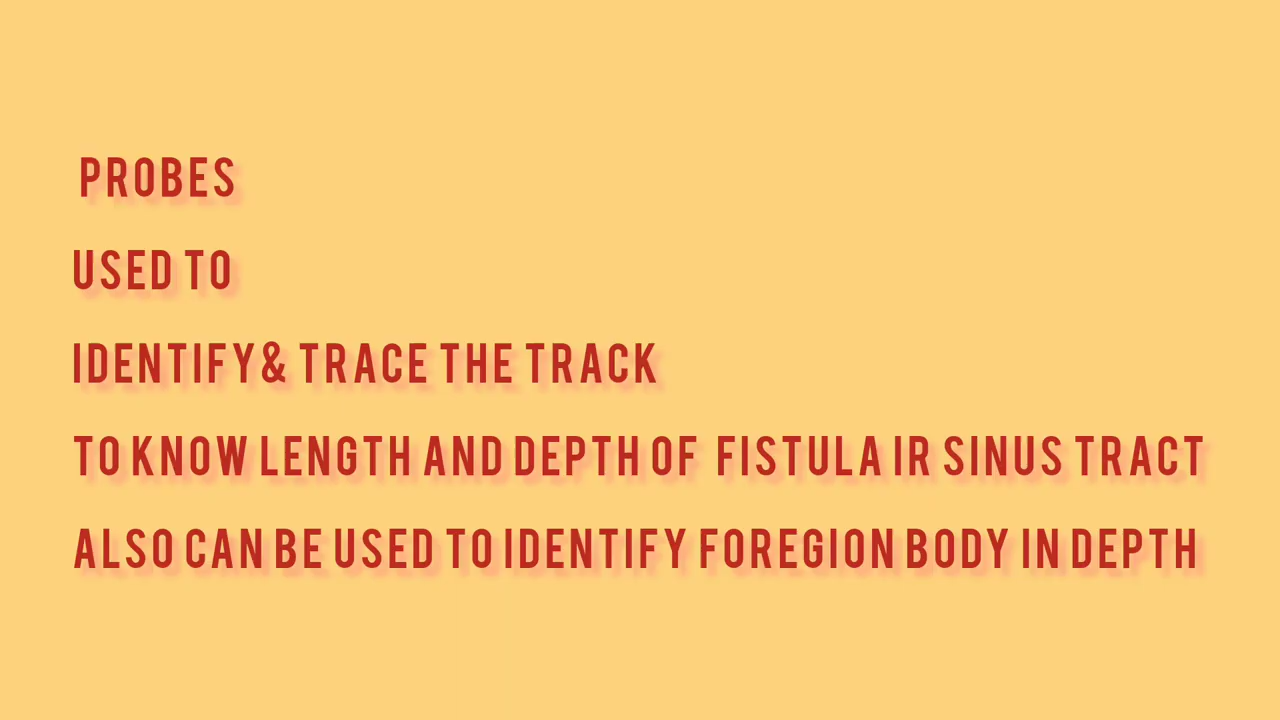 PROBES
USED TO
IDENTIFY& TRACE THE TRACK
TO KNOW LENGTH AND DEPTH OF FISTULA IR SINUS TRACT
ALSO CAN BE USED TO IDENTIFY FOREGION BODY IN DEPTH